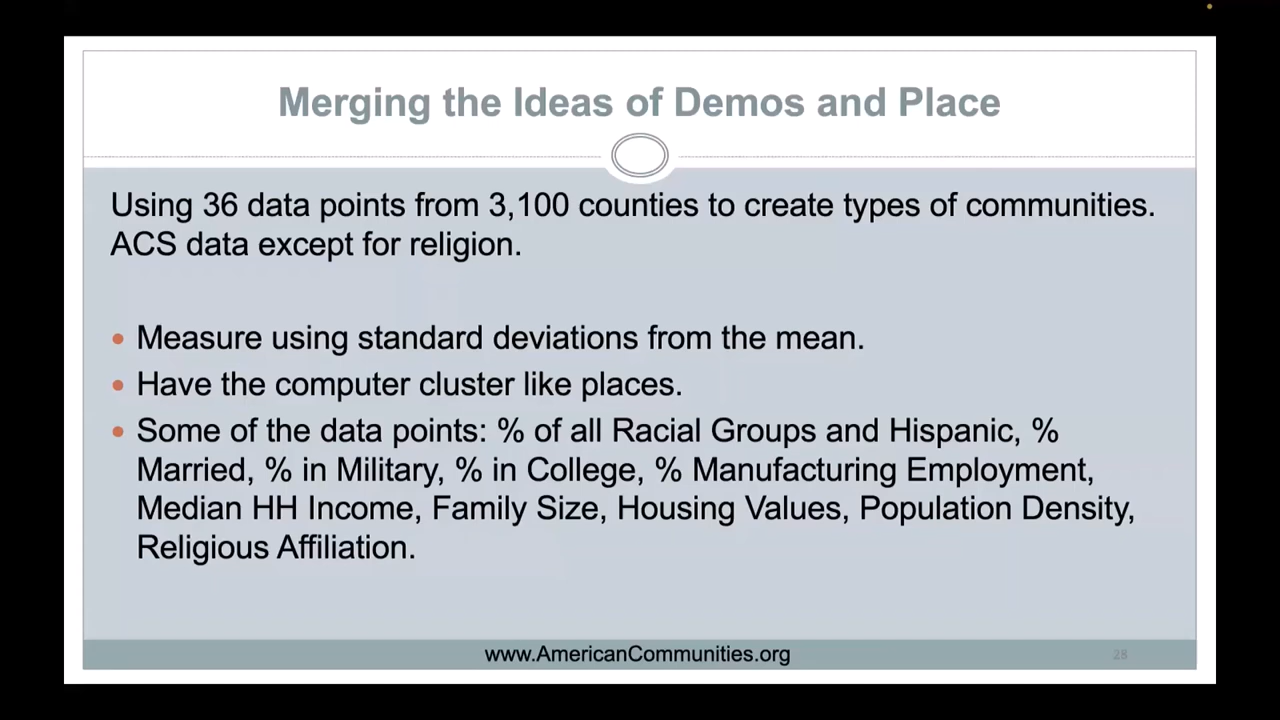 Merging the Ideas of Demos and Place
Using 36 data points from 3,100 counties to create types of communities.
ACS data except for religion.
• Measure using standard deviations from the mean.
• Have the computer cluster like places.
• Some of the data points: % of all Racial Groups and Hispanic, %
Married, % in Military, % in College, % Manufacturing Employment,
Median HH Income, Family Size, Housing Values, Population Density,
Religious Affiliation.
www.AmericanCommunities.org
28